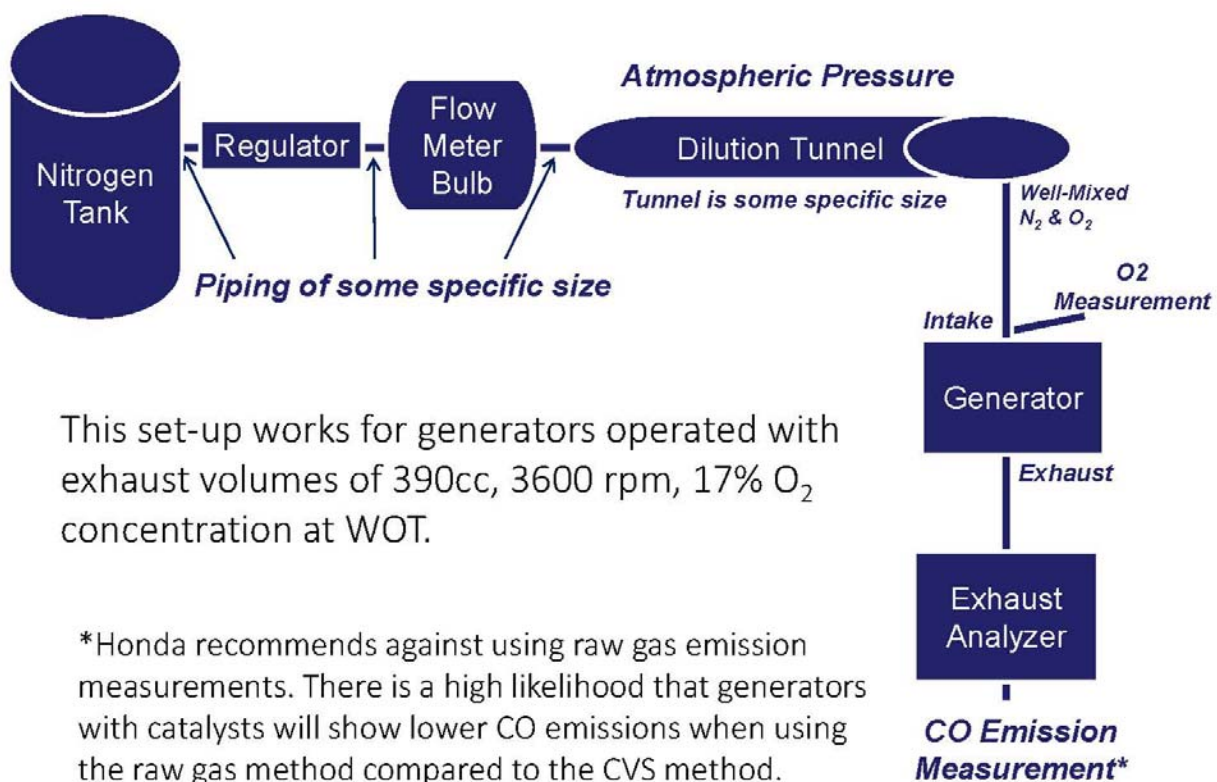 Atmospheric Pressure
Nitrogen
Tank
Regulator
Flow
Meter
Bulb
Dilution Tunnel
Tunnel is some specific size
Well-Mixed
N₂ & O₂
Piping of some specific size
O2
Measurement
Intake
Generator
This set-up works for generators operated with
exhaust volumes of 390cc, 3600 rpm, 17% O₂
concentration at WOT.
Exhaust
Exhaust
Analyzer
*Honda recommends against using raw gas emission
measurements. There is a high likelihood that generators
with catalysts will show lower CO emissions when using
the raw gas method compared to the CVS method.
CO Emission
Measurement*